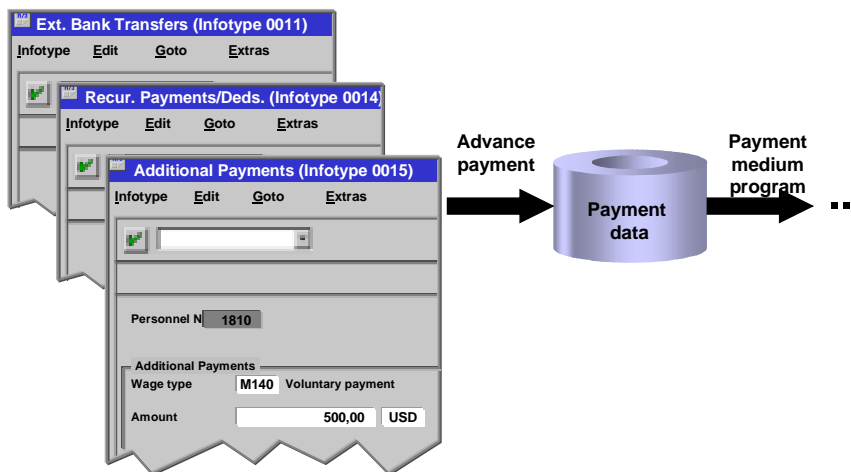 Ext. Bank Transfers (Infotype 0011)
Infotype Edit Goto Extras
Recur. Payments/Deds. (Infotype 0014)
Infotype Edit Goto Extras
Additional Payments (Infotype 0015)
Infotype Edit Goto Extras
Personnel N 1810
Additional Payments
Wage type M140 Voluntary payment
Amount 500,00 USD
Advance
payment
Payment
data
Payment
medium
program